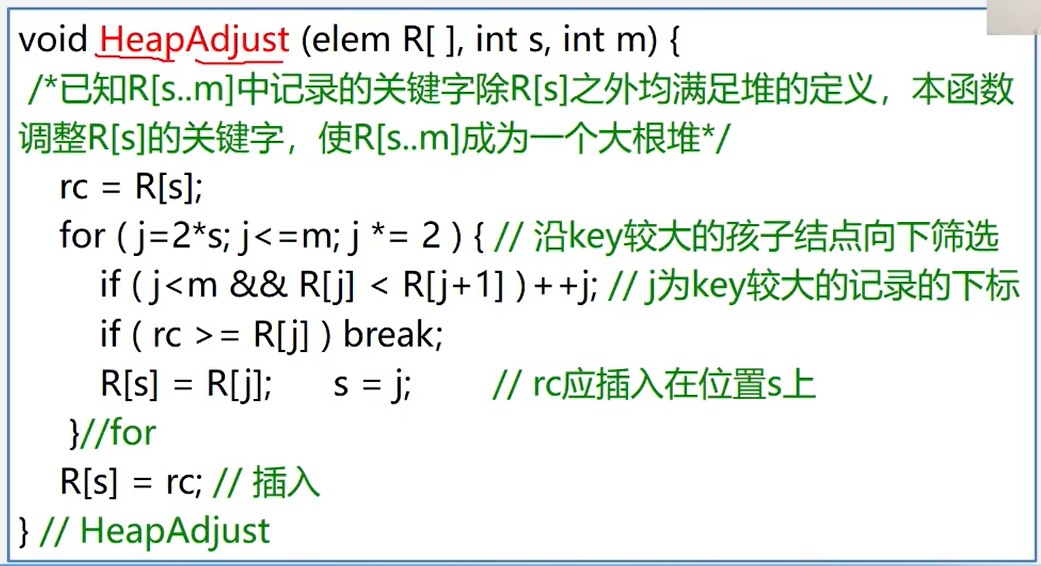 void HeapAdjust (elem R[ ], int s, int m) {
/*已知R[s..m]中记录的关键字除R[s]之外均满足堆的定义，本函数
调整R[s]的关键字，使R[s..m]成为一个大根堆*/
rc = R[s];
for ( j=2*s; j<=m; j *= 2 ) { // 沿key较大的孩子结点向下筛选
if ( j<m && R[j] < R[j+1] ) ++j; // j为key较大的记录的下标
if ( rc >= R[j] ) break;
R[s] = R[j]; s = j; // rc应插入在位置s上
}//for
R[s] = rc; // 插入
} // HeapAdjust